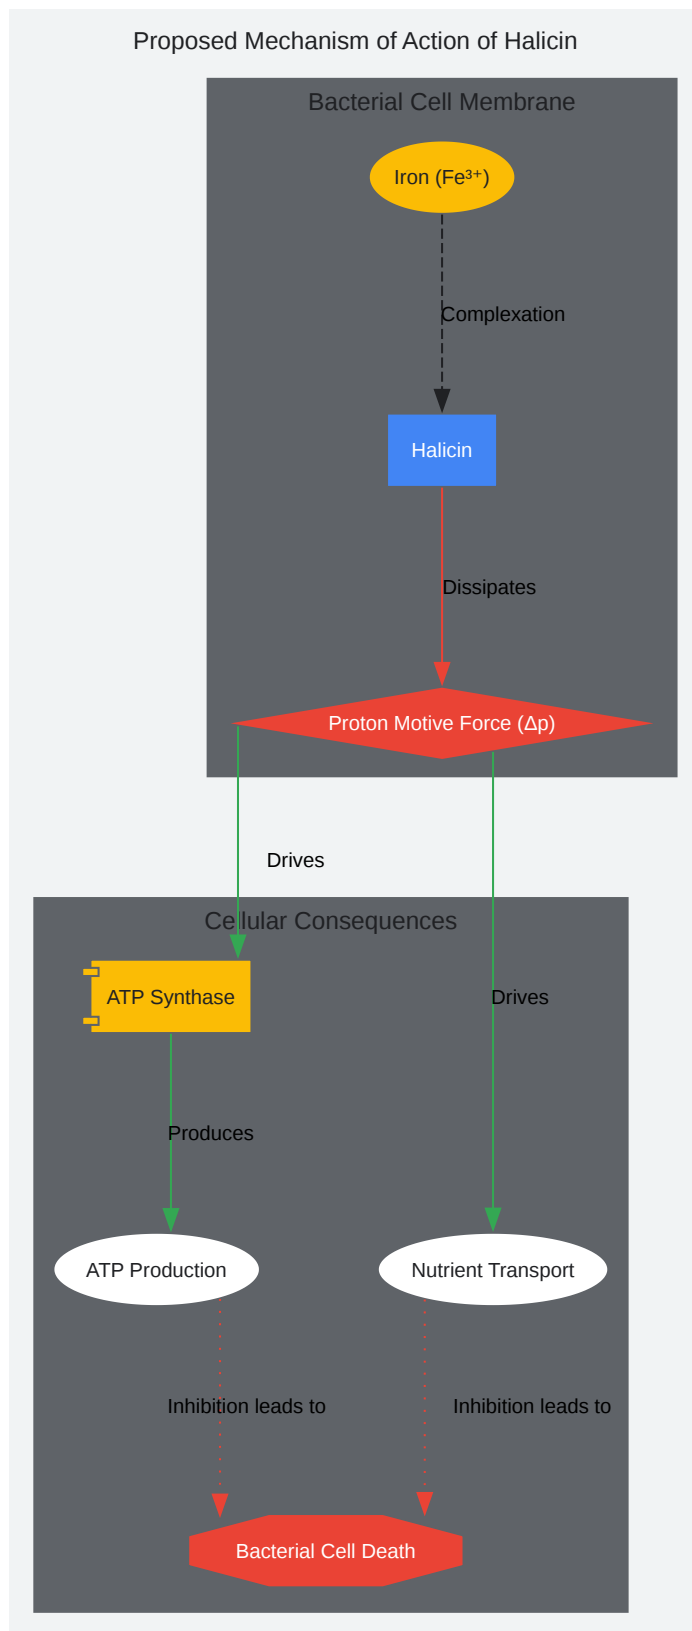 Proposed Mechanism of Action of Halicin
Bacterial Cell Membrane
Iron (Fe³⁺)
Complexation
Halicin
Dissipates
Proton Motive Force (Δp)
Drives
Cellular Consequences
ATP Synthase
Drives
Produces
ATP Production
Nutrient Transport
Inhibition leads to
Inhibition leads to
Bacterial Cell Death